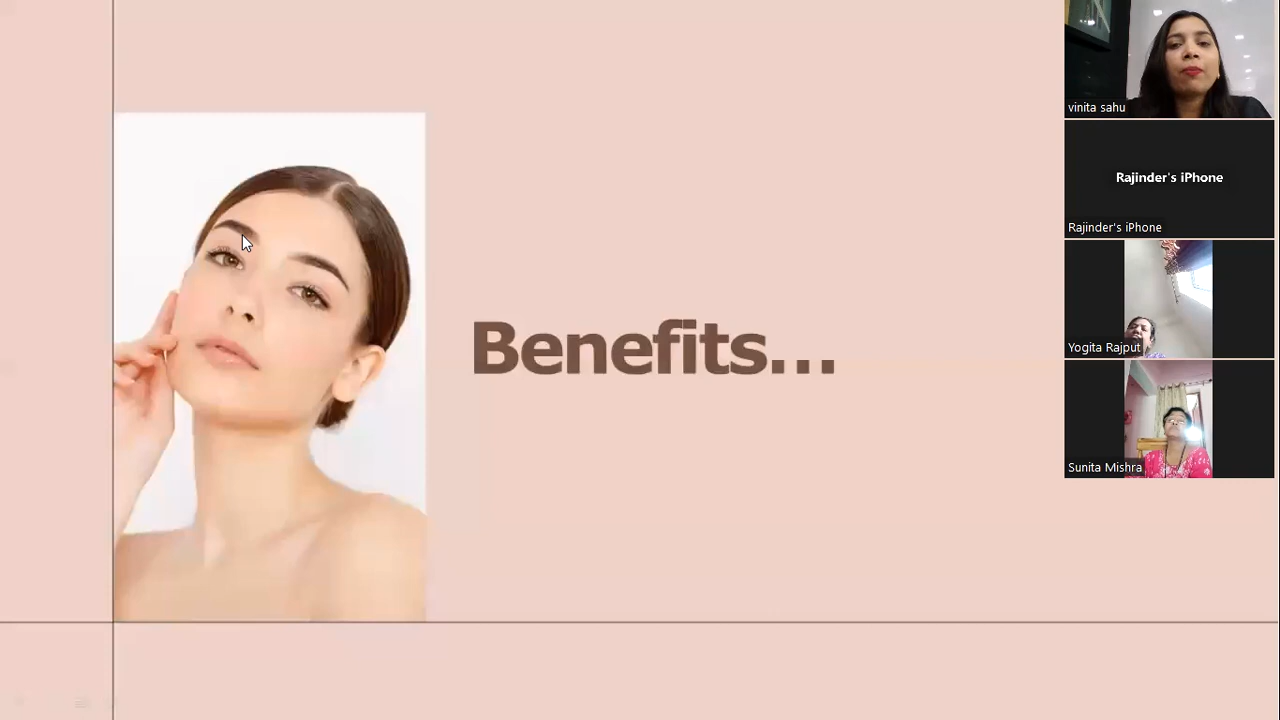 Benefits...
vinita sahu
Rajinder's iPhone
Rajinder's iPhone
Yogita Rajput
Sunita Mishra